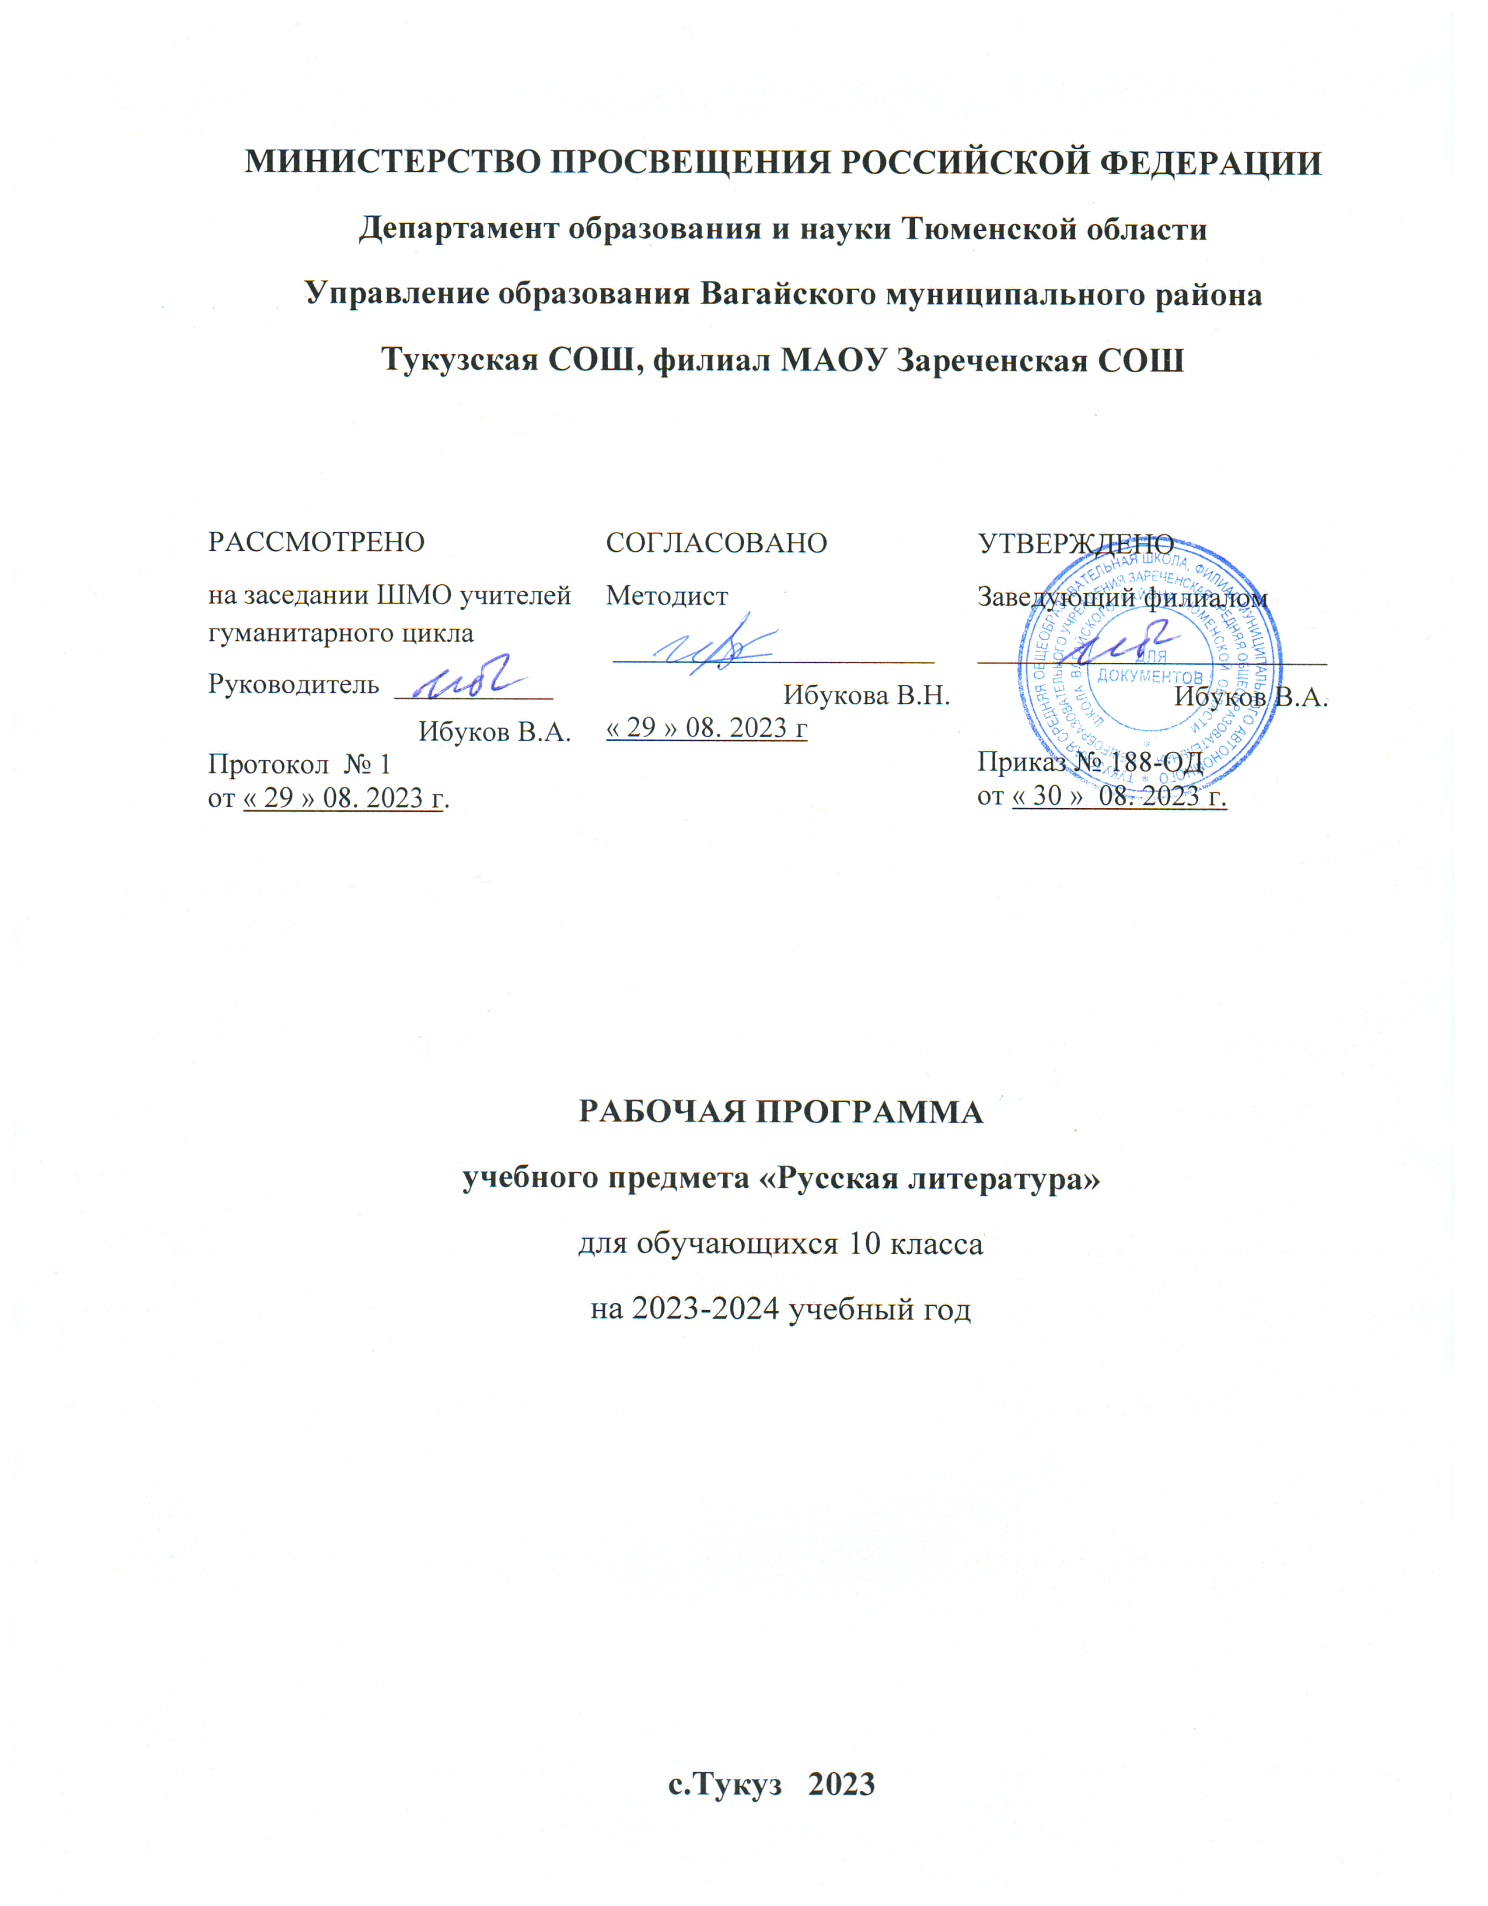 МИНИСТЕРСТВО ПРОСВЕЩЕНИЯ РОССИЙСКОЙ ФЕДЕРАЦИИ
Департамент образования и науки Тюменской области
Управление образования Вагайского муниципального района
Тукузская СОШ, филиал МАОУ Зареченская СОШ
РАССМОТРЕНО
на заседании ШМО учителей
гуманитарного цикла
Руководитель
Ибуков В.А.
Протокол № 1
от « 29 » 08. 2023 г.
СОГЛАСОВАНО
Методист
Ибукова В.Н.
« 29 » 08. 2023 г
УТВЕРЖДЕНО
Заведующий филиалом
Ибуков В.А.
Приказ № 188-ОД
от « 30 » 08. 2023 г.
ДЛЯ
ДОКУМЕНТОВ
РАБОЧАЯ ПРОГРАММА
учебного предмета «Русская литература»
для обучающихся 10 класса
на 2023-2024 учебный год
с.Тукуз 2023